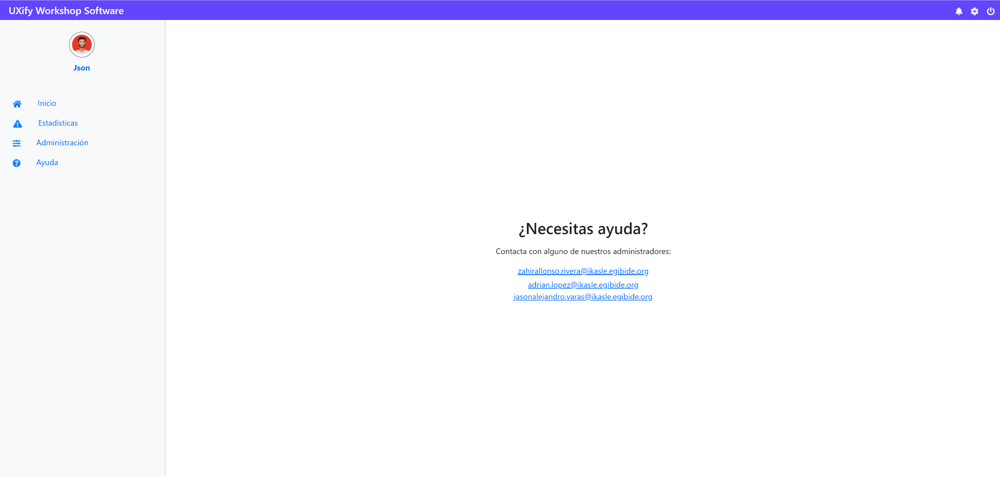 UXify Workshop Software
Json
Inicio
Estadisticas
Administración
Ayuda
¿Necesitas ayuda?
Contacta con alguno de nuestros administradores:
zahirallonso.rivera@ikasle.egibide.org
adrian.lopez@ikasle.egibide.org
jasonalejandro.varas@ikasle.egibide.org